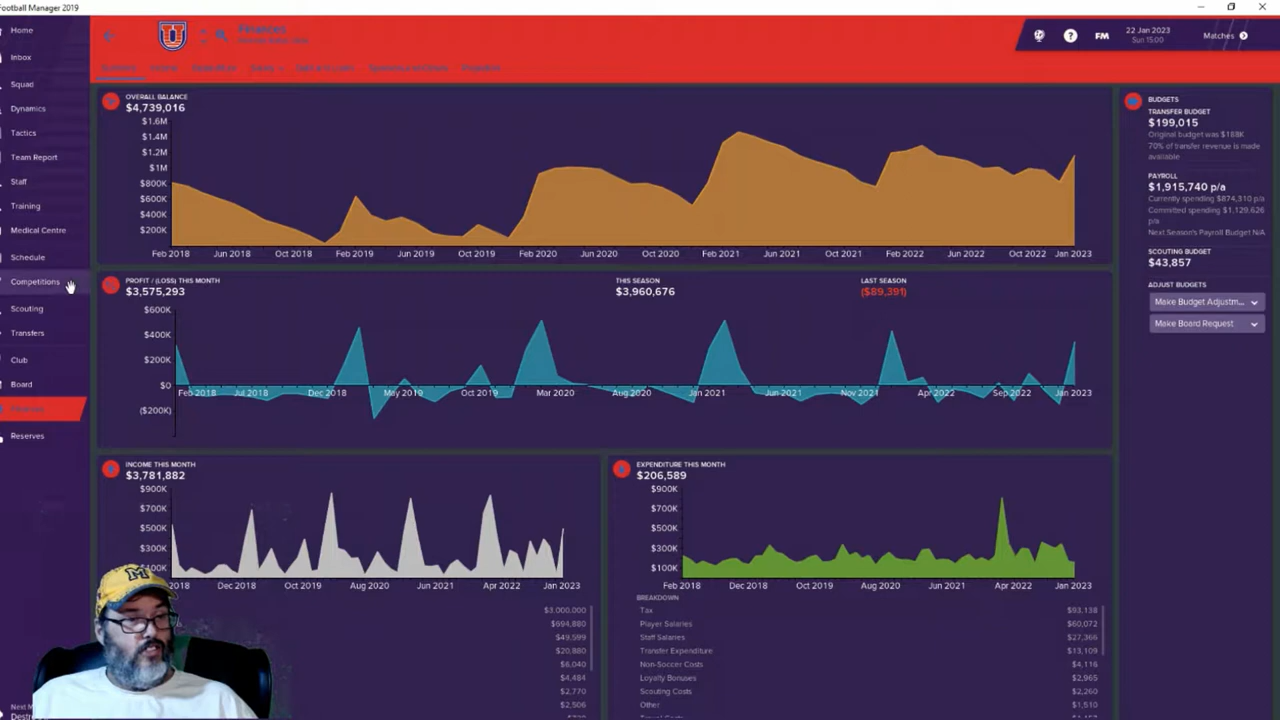 Football Manager 2019
Home
Finances
22 Jan 2023
Sun 15:00
FM
Matches
Inbox
Squad
Dynamics
Tactics
Team Report
Staff
Training
Medical Centre
Schedule
Competitions
Scouting
Transfers
Club
Board
Finances
Reserves
OVERALL BALANCE
$4,739,016
$1.6M
$1.4M
$1.2M
$1M
$800K
$600K
$400K
$200K
Feb 2018 Jun 2018 Oct 2018 Feb 2019 Jun 2019 Oct 2019 Feb 2020 Jun 2020 Oct 2020 Feb 2021 Jun 2021 Oct 2021 Feb 2022 Jun 2022 Oct 2022 Jan 2023
PROFIT / (LOSS) THIS MONTH
$3,575,293
THIS SEASON
$3,960,676
LAST SEASON
($89,391)
$600K
$400K
$200K
$0
($200K)
Feb 2018 Jul 2018 Dec 2018 May 2019 Oct 2019 Mar 2020 Aug 2020 Jan 2021 Jun 2021 Nov 2021 Apr 2022 Sep 2022 Jan 2023
INCOME THIS MONTH
$3,781,882
$900K
$700K
$500K
$300K
$100K
2018 Dec 2018 Oct 2019 Aug 2020 Jun 2021 Apr 2022 Jan 2023
$3,000,000
$694,880
$49,599
$20,880
$6,040
$4,484
$2,770
$2,506
EXPENDITURE THIS MONTH
$206,589
$900K
$700K
$500K
$300K
$100K
Feb 2018 Dec 2018 Oct 2019 Aug 2020 Jun 2021 Apr 2022 Jan 2023
BREAKDOWN
Tax $93,138
Player Salaries $60,072
Staff Salaries $27,366
Transfer Expenditure $13,109
Non-Soccer Costs $4,116
Loyalty Bonuses $2,965
Scouting Costs $2,260
Other $1,510
Travel Costs
BUDGETS
TRANSFER BUDGET
$199,015
Original budget was $188K
70% of transfer revenue is made
available
PAYROLL
$1,915,740 p/a
Currently spending $874,310 p/a
Committed spending $1,129,626
p/a
Next Season's Payroll Budget N/A
SCOUTING BUDGET
$43,857
ADJUST BUDGETS
Make Budget Adjustm...
Make Board Request
M
Next M